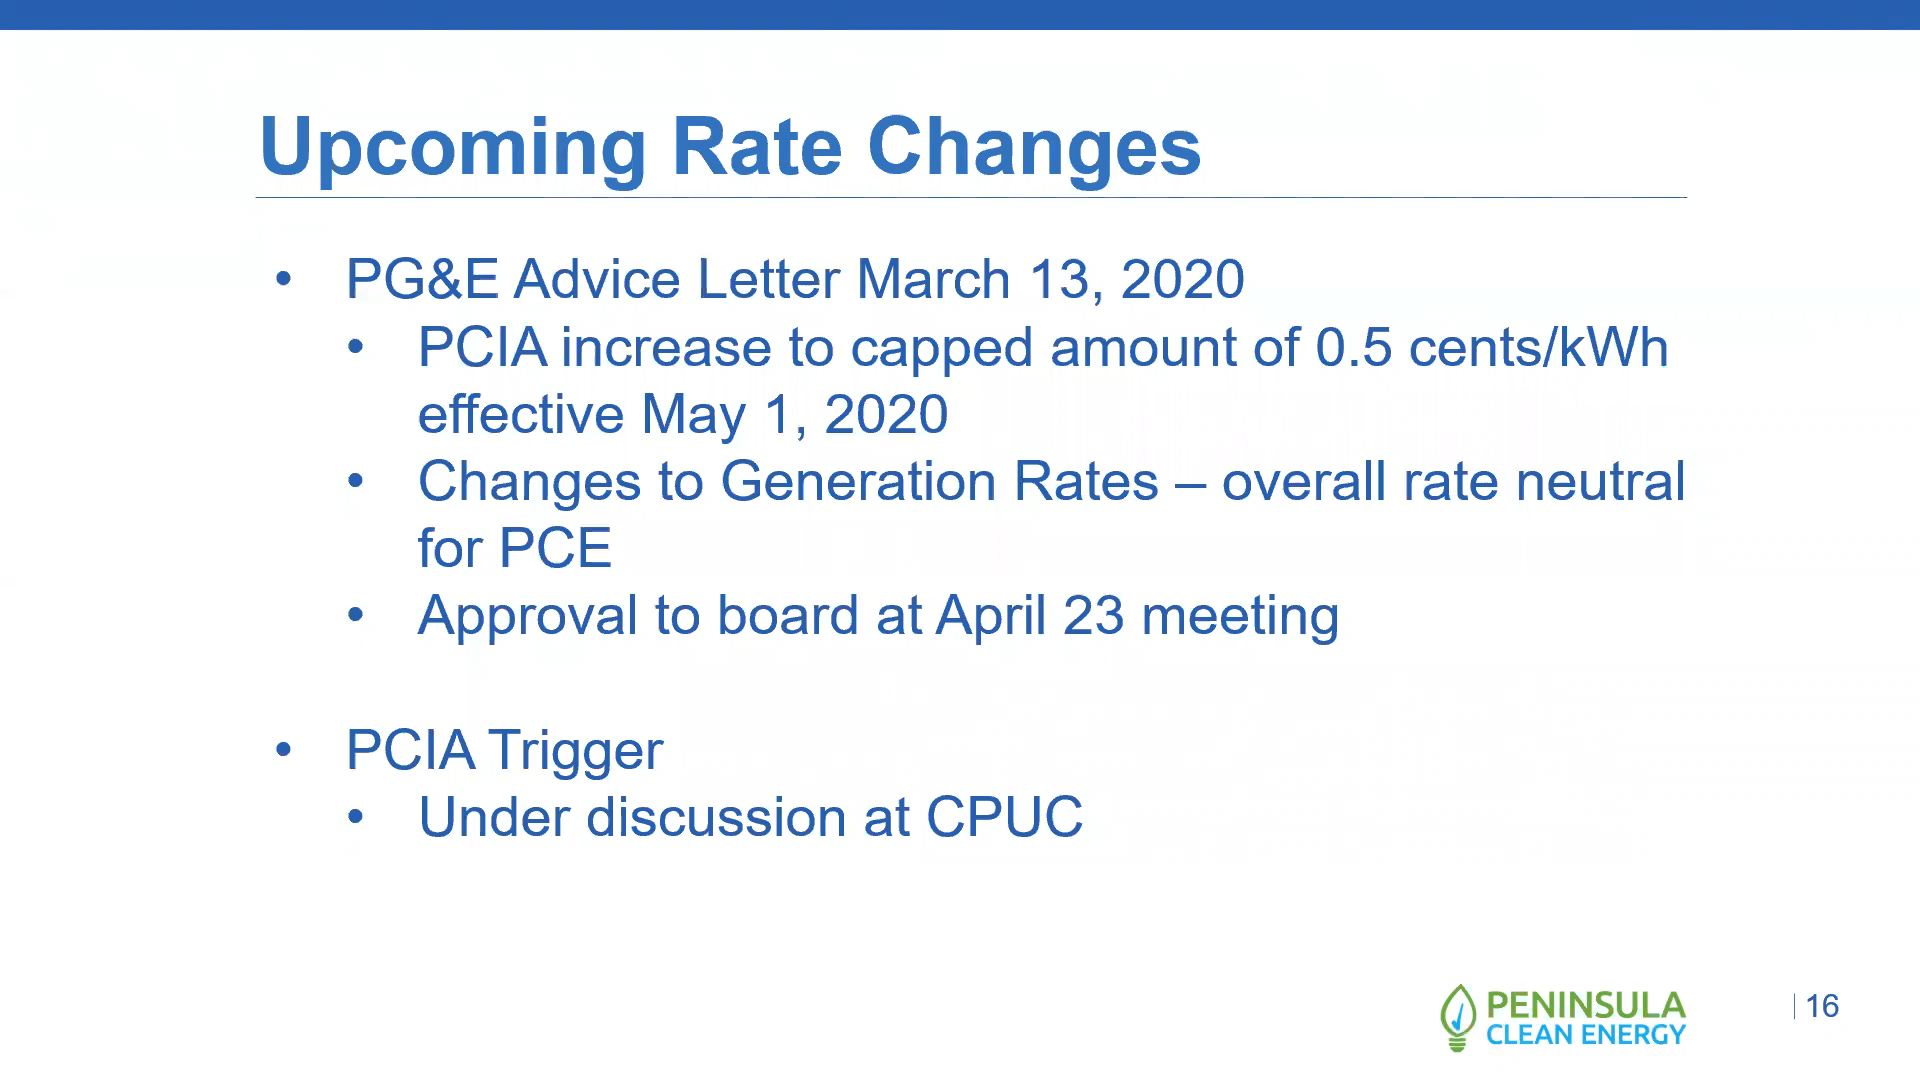 Upcoming Rate Changes
• PG&E Advice Letter March 13, 2020
• PCIA increase to capped amount of 0.5 cents/kWh
effective May 1, 2020
• Changes to Generation Rates – overall rate neutral
for PCE
• Approval to board at April 23 meeting
• PCIA Trigger
• Under discussion at CPUC
PENINSULA
CLEAN ENERGY
16